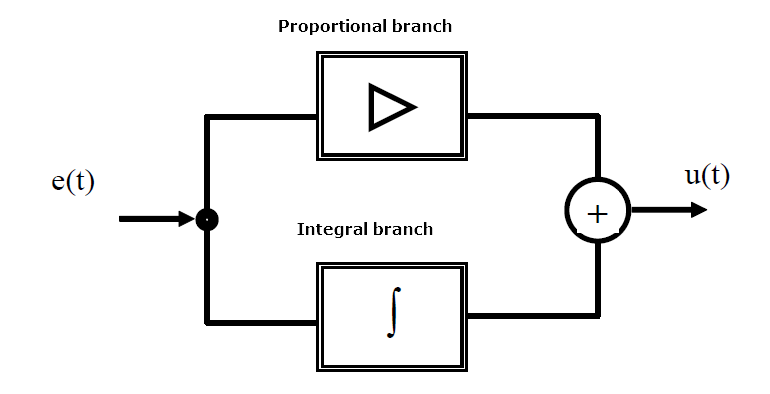 Proportional branch
e(t)
u(t)
+
Integral branch
∫